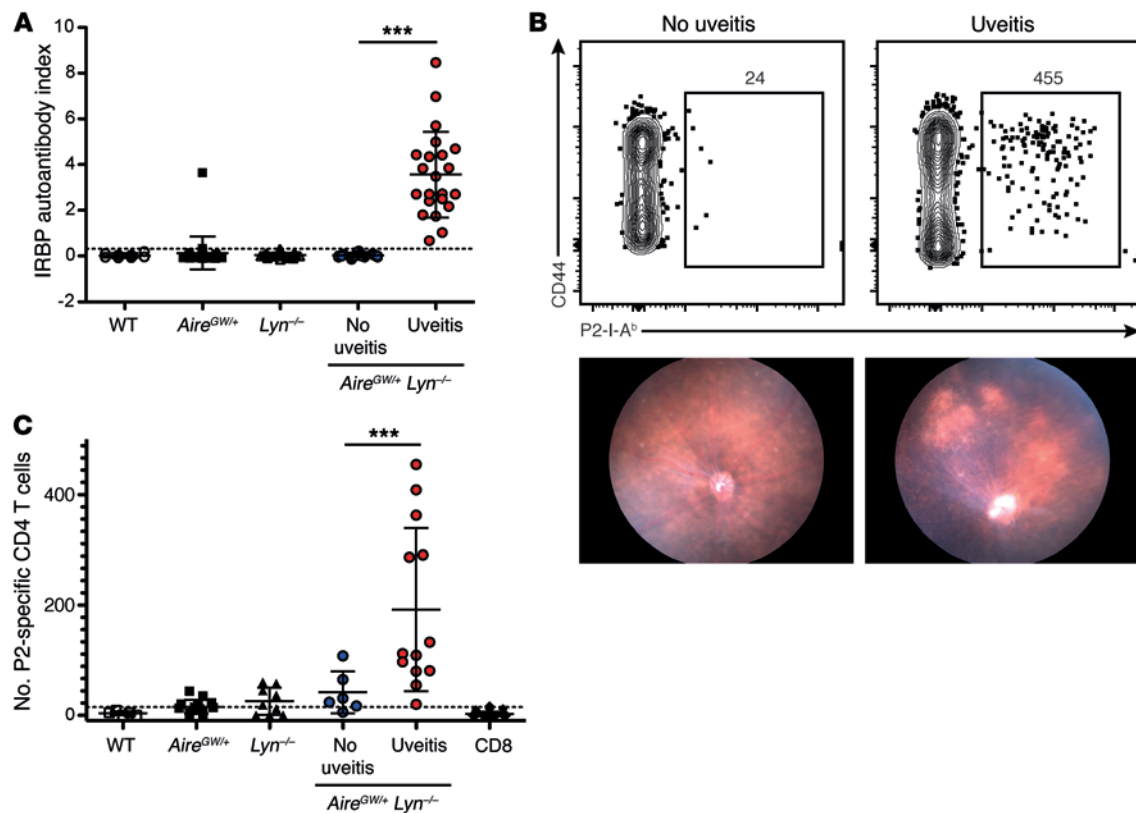 A
IRBP autoantibody index
10
8
6
4
2
0
-2
***
WT
Aire^GW/+
Lyn^–/–
No uveitis
Uveitis
Aire^GW/+ Lyn^–/–
B
No uveitis
Uveitis
24
455
CD44
P2-I-A^b
C
No. P2-specific CD4 T cells
400
200
0
***
WT
Aire^GW/+
Lyn^–/–
No uveitis
Uveitis
CD8
Aire^GW/+ Lyn^–/–